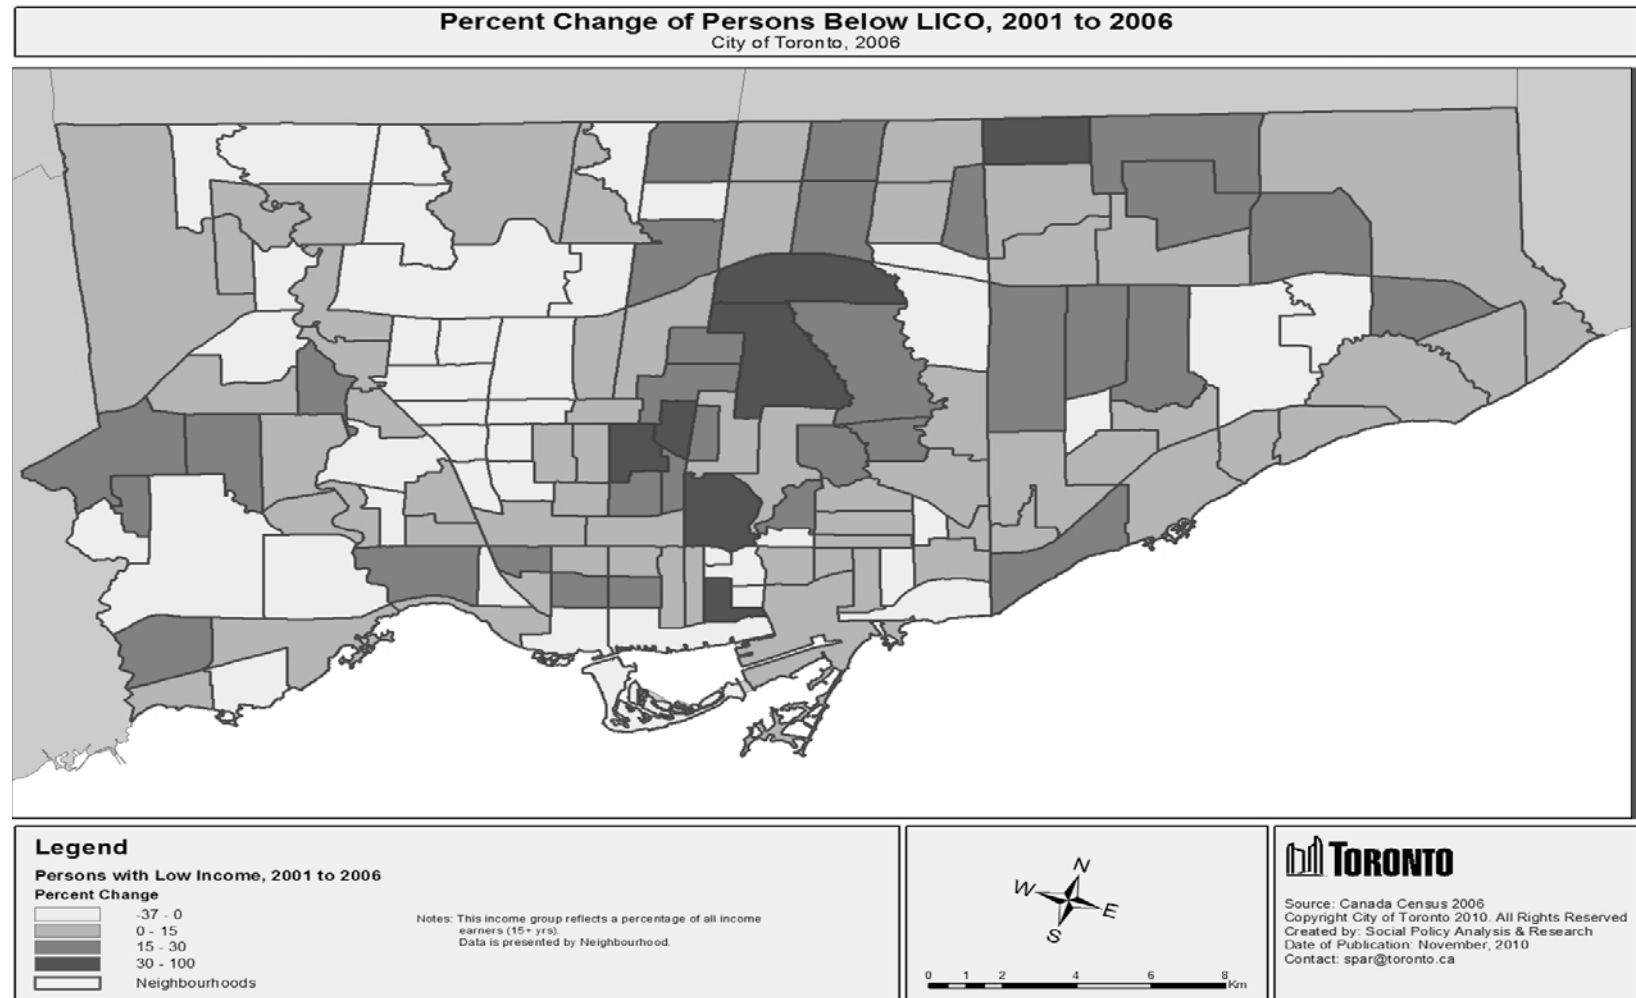 Percent Change of Persons Below LICO, 2001 to 2006
City of Toronto, 2006
Legend
Persons with Low Income, 2001 to 2006
Percent Change
-37 - 0
0 - 15
15 - 30
30 - 100
Neighbourhoods
Notes: This income group reflects a percentage of all income
earners (15+ yrs).
Data is presented by Neighbourhood.
N
W
E
S
0 1 2 4 6 8
Km
TORONTO
Source: Canada Census 2006
Copyright City of Toronto 2010. All Rights Reserved
Created by: Social Policy Analysis & Research
Date of Publication: November, 2010
Contact: spar@toronto.ca